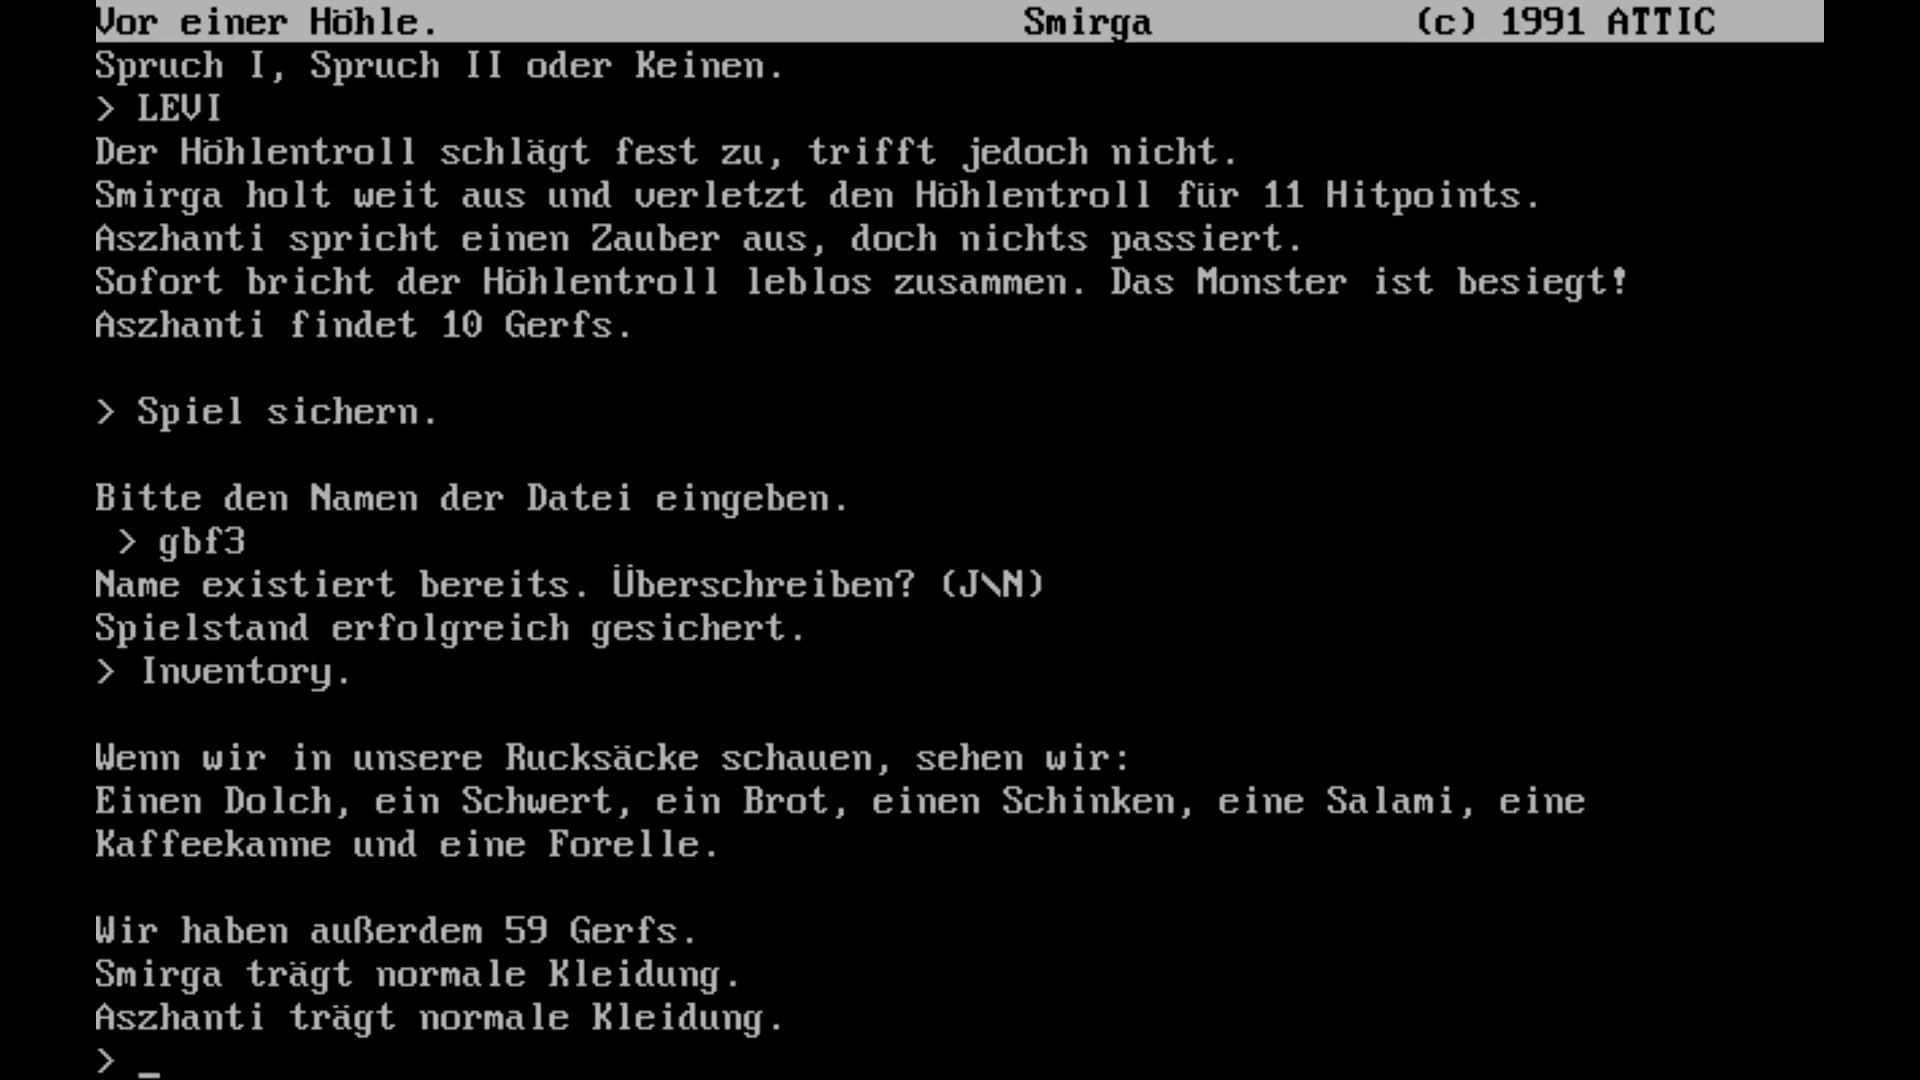 Vor einer Höhle. Smirga (c) 1991 ATTIC
Spruch I, Spruch II oder Keinen.
> LEVI
Der Höhlentroll schlägt fest zu, trifft jedoch nicht.
Smirga holt weit aus und verletzt den Höhlentroll für 11 Hitpoints.
Aszhanti spricht einen Zauber aus, doch nichts passiert.
Sofort bricht der Höhlentroll leblos zusammen. Das Monster ist besiegt!
Aszhanti findet 10 Gerfs.
> Spiel sichern.
Bitte den Namen der Datei eingeben.
> gbf3
Name existiert bereits. Überschreiben? (J\N)
Spielstand erfolgreich gesichert.
> Inventory.
Wenn wir in unsere Rucksäcke schauen, sehen wir:
Einen Dolch, ein Schwert, ein Brot, einen Schinken, eine Salami, eine
Kaffeekanne und eine Forelle.
Wir haben außerdem 59 Gerfs.
Smirga trägt normale Kleidung.
Aszhanti trägt normale Kleidung.
> _